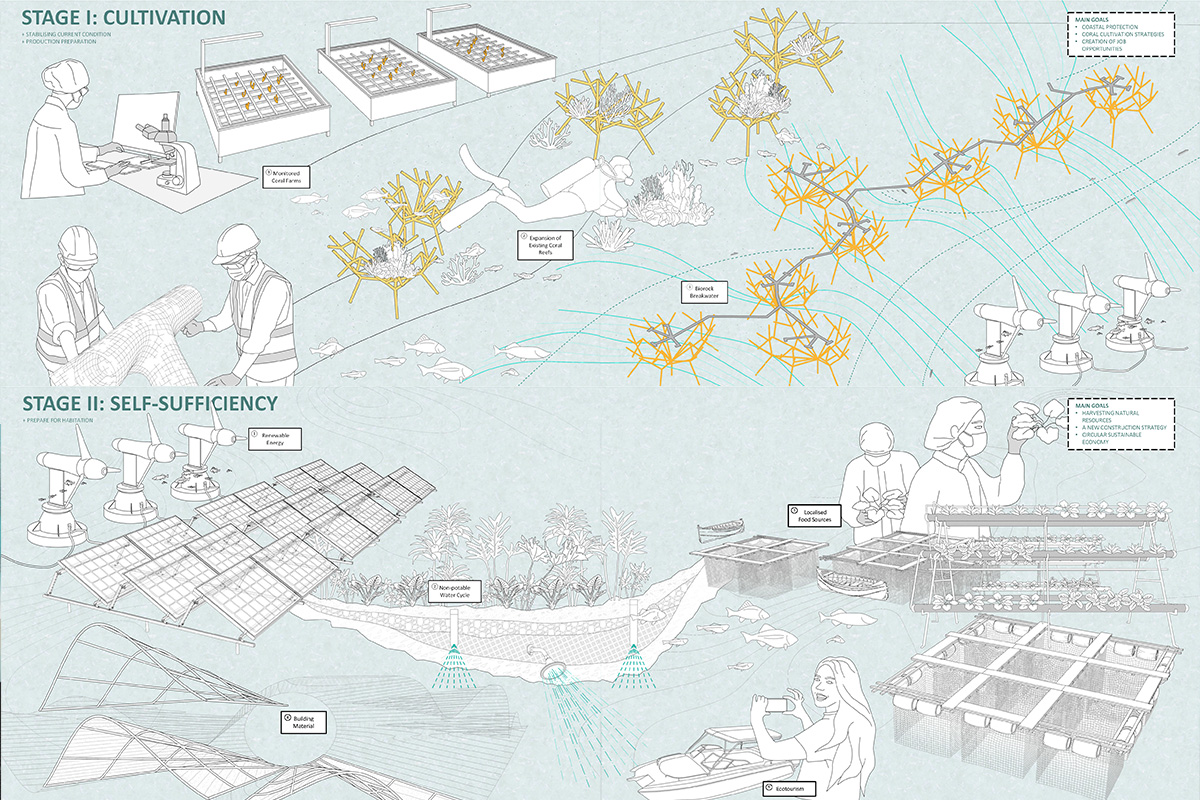 STAGE I: CULTIVATION
› STABILISING CURRENT CONDITION
› PRODUCTION PREPARATION
MAIN GOALS
• COASTAL PROTECTION
• CORAL CULTIVATION STRATEGIES
• CREATION OF JOB
OPPORTUNITIES
Monitored
Coral Farms
Expansion of
Existing Coral
Reefs
Biorock
Breakwater
STAGE II: SELF-SUFFICIENCY
› PREPARE FOR HABITATION
MAIN GOALS
• HARVESTING NATURAL
RESOURCES
• A NEW CONSTRUCTION STRATEGY
• CIRCULAR SUSTAINABLE
ECONOMY
Renewable
Energy
Localised
Food Sources
Non-potable
Water Cycle
Building
Material
Ecotourism